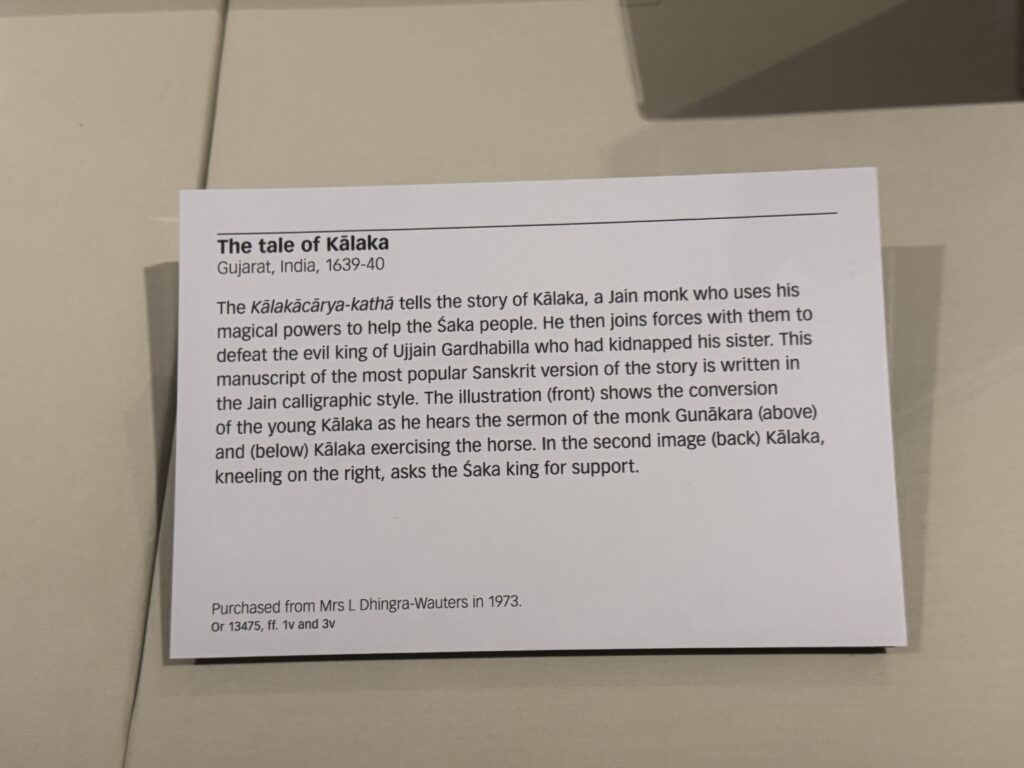 The tale of Kālaka
Gujarat, India, 1639-40
The Kālakācārya-kathā tells the story of Kālaka, a Jain monk who uses his
magical powers to help the Śaka people. He then joins forces with them to
defeat the evil king of Ujjain Gardhabilla who had kidnapped his sister. This
manuscript of the most popular Sanskrit version of the story is written in
the Jain calligraphic style. The illustration (front) shows the conversion
of the young Kālaka as he hears the sermon of the monk Gunākara (above)
and (below) Kālaka exercising the horse. In the second image (back) Kālaka,
kneeling on the right, asks the Śaka king for support.
Purchased from Mrs L Dhingra-Wauters in 1973.
Or 13475, ff. 1v and 3v